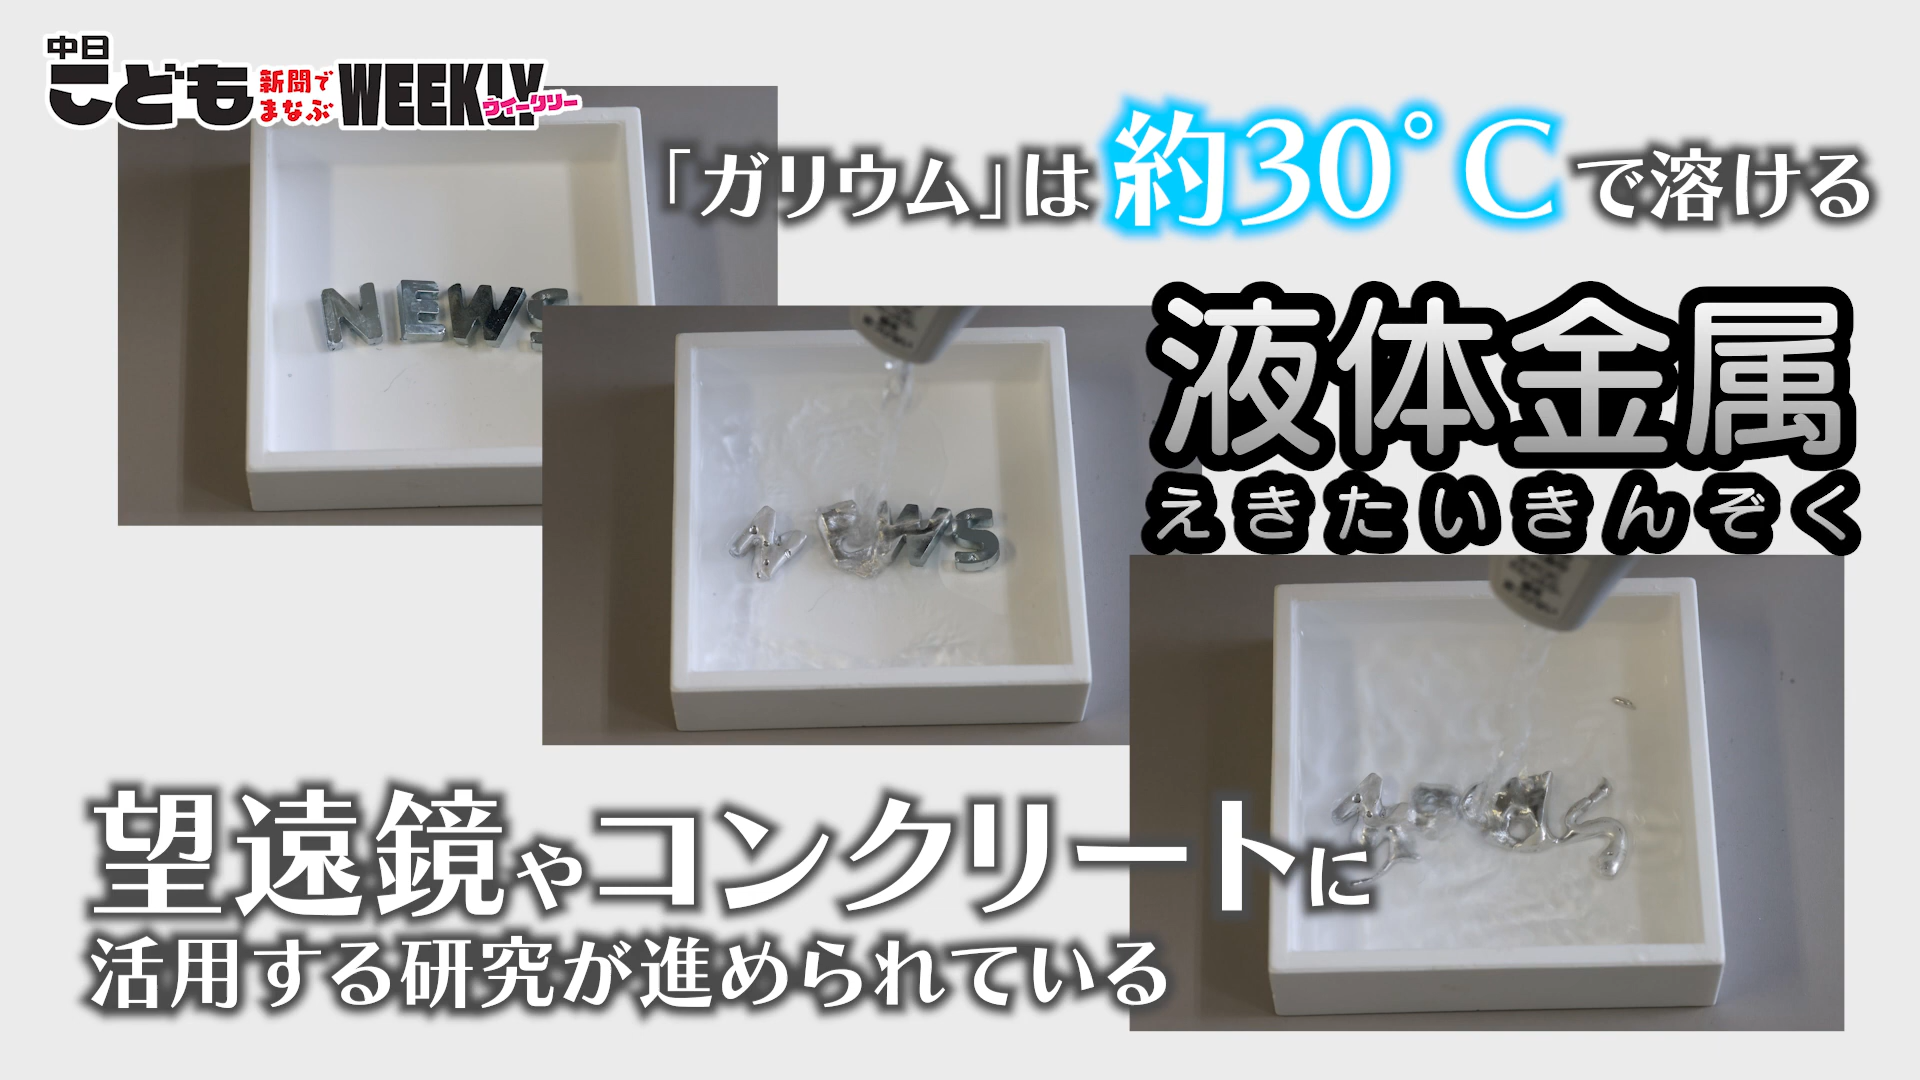 中日
こども
新聞で
まなぶ
WEEKLY
ウイークリー
「ガリウム」は約30°Cで溶ける
液体金属
えきたいきんぞく
NEWS
NEWS
望遠鏡やコンクリートに
活用する研究が進められている